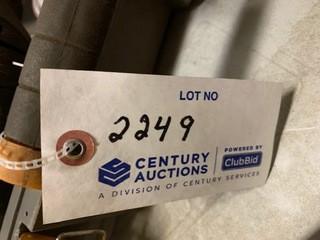 LOT NO
2249
CENTURY AUCTIONS
POWERED BY
ClubBid
A DIVISION OF CENTURY SERVICES